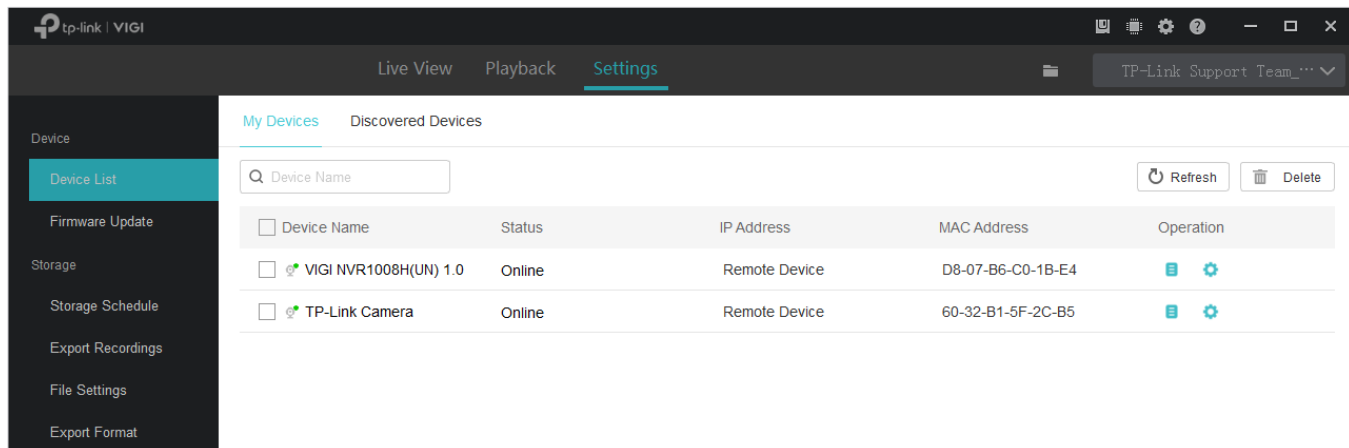 tp-link | VIGI
Live View Playback Settings TP-Link Support Team_...
My Devices Discovered Devices
Device
Device List
Device Name Refresh Delete
Firmware Update
Device Name Status IP Address MAC Address Operation
Storage
VIGI NVR1008H(UN) 1.0 Online Remote Device D8-07-B6-C0-1B-E4
Storage Schedule
TP-Link Camera Online Remote Device 60-32-B1-5F-2C-B5
Export Recordings
File Settings
Export Format